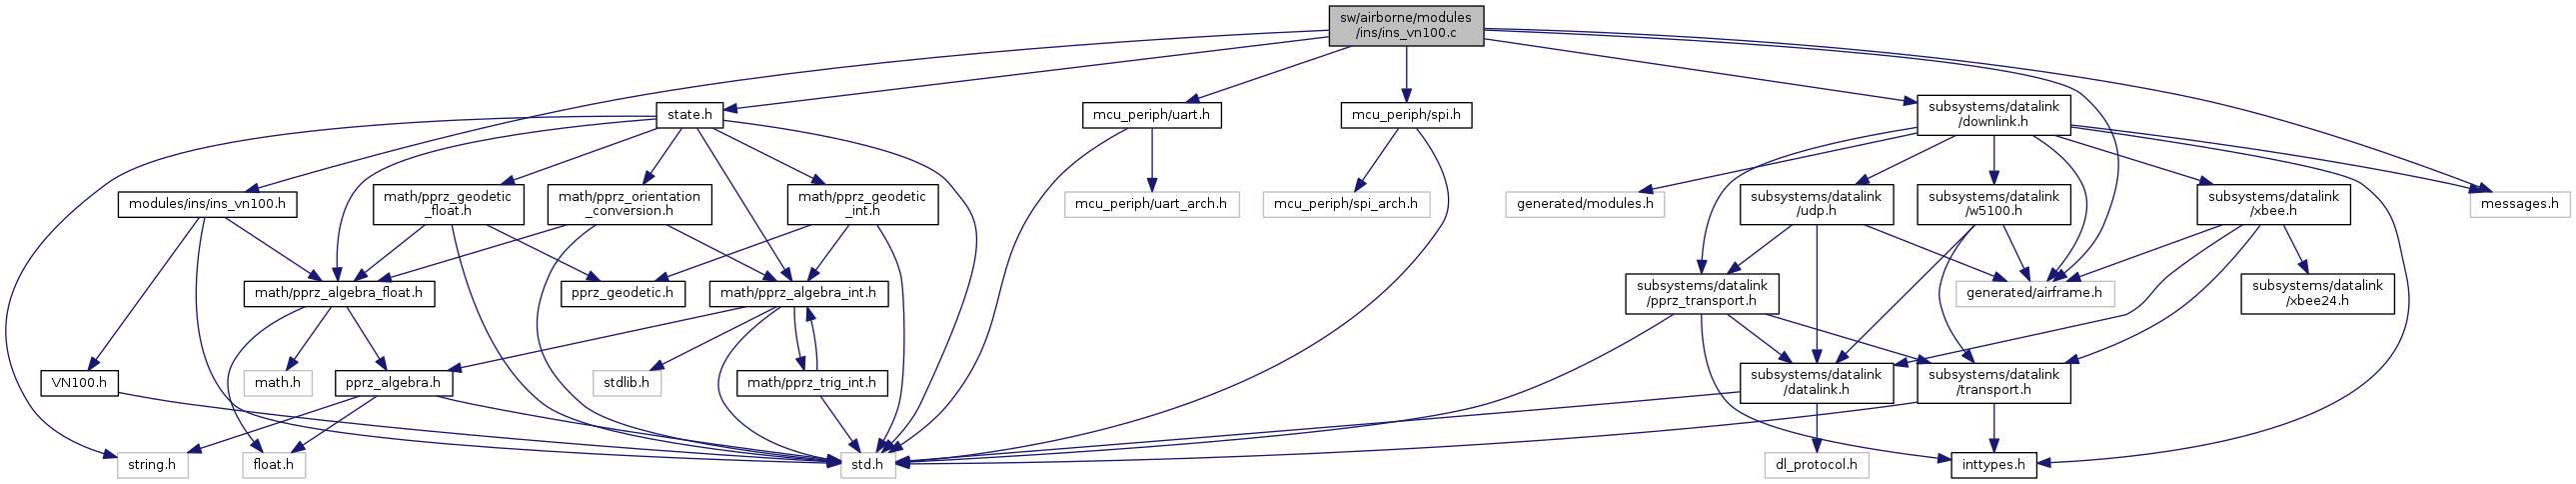 sw/airborne/modules
/ins/ins_vn100.c
state.h
mcu_periph/uart.h
mcu_periph/spi.h
subsystems/datalink
/downlink.h
modules/ins/ins_vn100.h
math/pprz_geodetic
_float.h
math/pprz_orientation
_conversion.h
math/pprz_geodetic
_int.h
mcu_periph/uart_arch.h
mcu_periph/spi_arch.h
generated/modules.h
subsystems/datalink
/udp.h
subsystems/datalink
/w5100.h
subsystems/datalink
/xbee.h
messages.h
math/pprz_algebra_float.h
pprz_geodetic.h
math/pprz_algebra_int.h
subsystems/datalink
/pprz_transport.h
generated/airframe.h
subsystems/datalink
/xbee24.h
VN100.h
math.h
pprz_algebra.h
stdlib.h
math/pprz_trig_int.h
subsystems/datalink
/datalink.h
subsystems/datalink
/transport.h
string.h
float.h
std.h
dl_protocol.h
inttypes.h